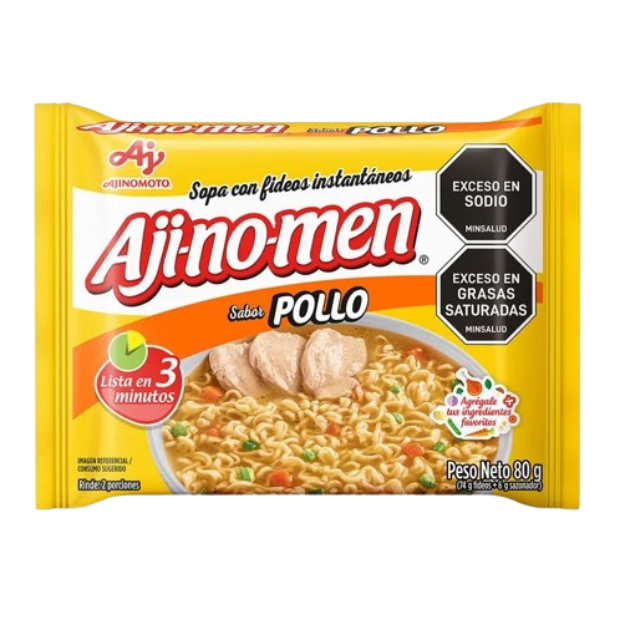 Aji-no-men Sabor POLLO
Aj
AJINOMOTO
Sopa con fideos instantáneos
Aji-no-men®
Sabor POLLO
EXCESO EN
SODIO
MINSALUD
EXCESO EN
GRASAS
SATURADAS
MINSALUD
Lista en 3
minutos
Agrégale
tus ingredientes
favoritos
IMAGEN REFERENCIAL/
CONSUMO SUGERIDO
Rinde: 2 porciones
Peso Neto 80 g
(74 g fideos + 6 g sazonador)